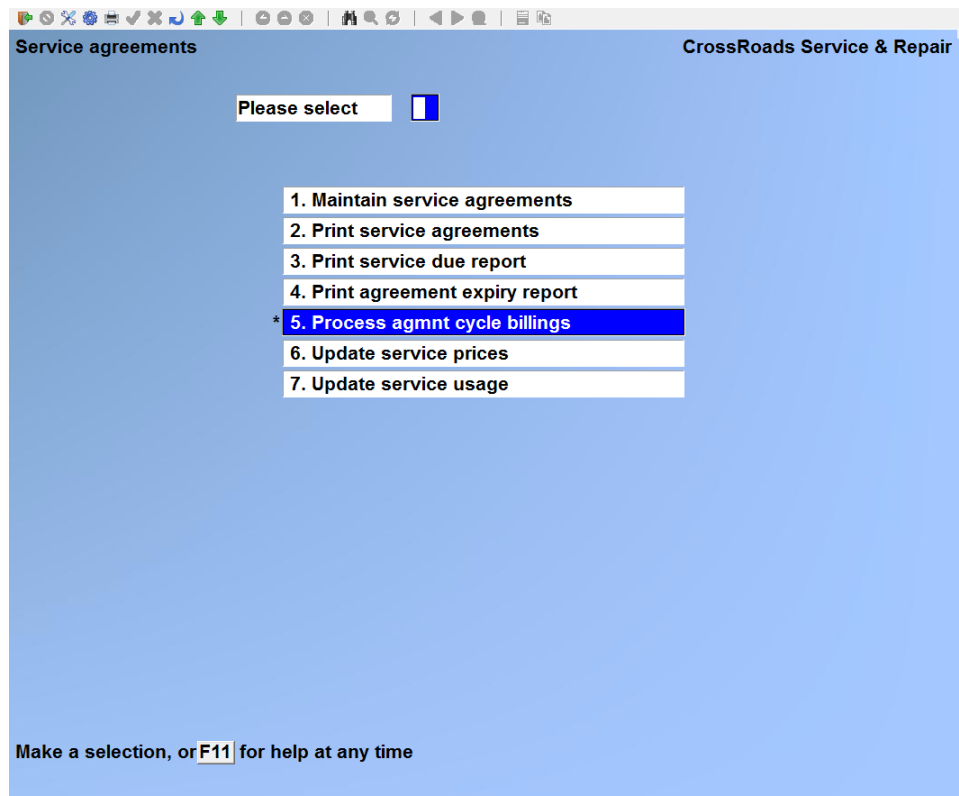 Service agreements CrossRoads Service & Repair
Please select
1. Maintain service agreements
2. Print service agreements
3. Print service due report
4. Print agreement expiry report
* 5. Process agmnt cycle billings
6. Update service prices
7. Update service usage
Make a selection, or F11 for help at any time